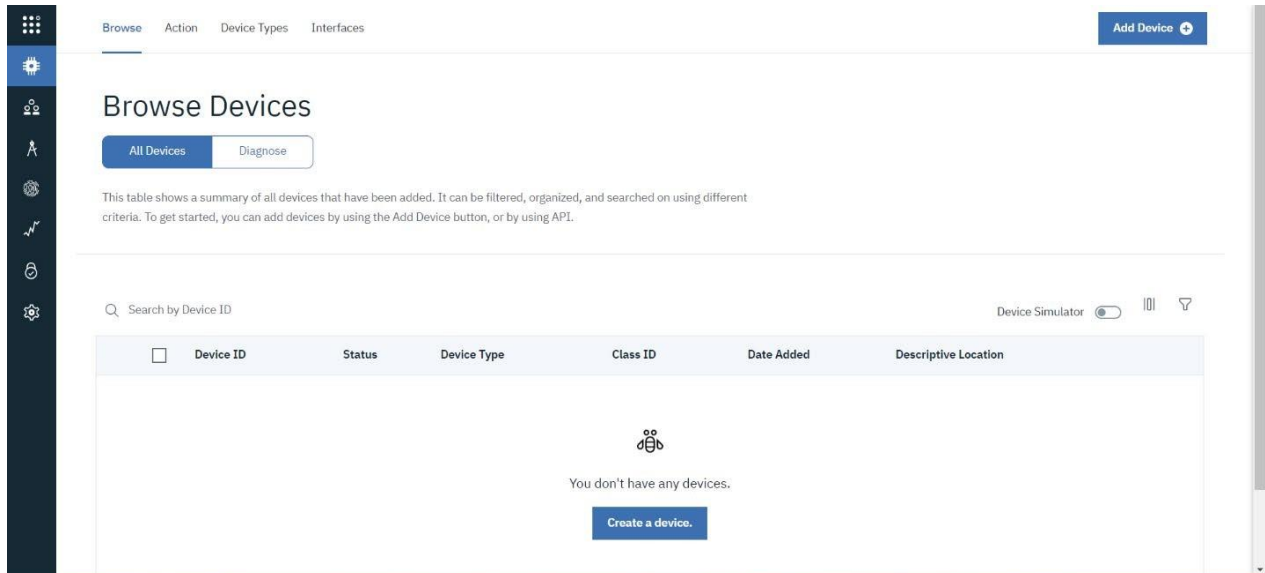 Browse Action Device Types Interfaces
Add Device
Browse Devices
All Devices Diagnose
This table shows a summary of all devices that have been added. It can be filtered, organized, and searched on using different
criteria. To get started, you can add devices by using the Add Device button, or by using API.
Search by Device ID
Device Simulator
Device ID Status Device Type Class ID Date Added Descriptive Location
You don't have any devices.
Create a device.